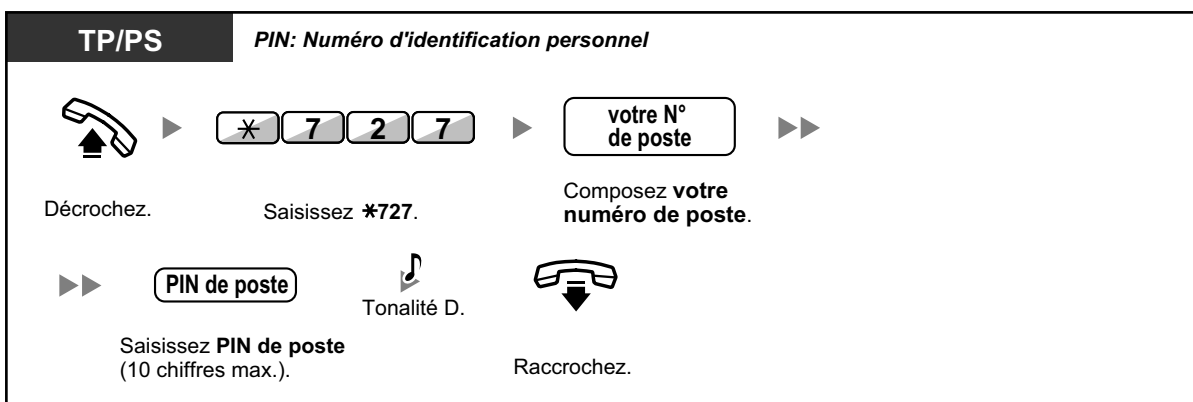 TP/PS PIN: Numéro d'identification personnel
* 7 2 7
votre N°
de poste
Décrochez.
Saisissez *727.
Composez votre
numéro de poste.
PIN de poste
Tonalité D.
Saisissez PIN de poste
(10 chiffres max.).
Raccrochez.